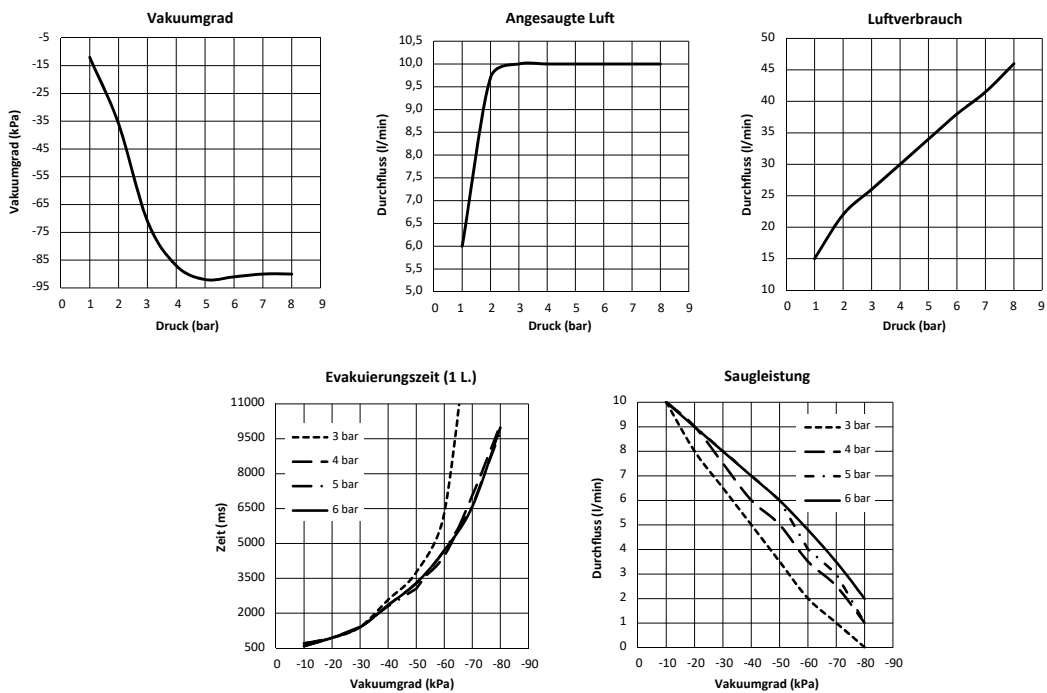 Vakuumgrad
Vakuumgrad (kPa)
-5
-15
-25
-35
-45
-55
-65
-75
-85
-95
0 1 2 3 4 5 6 7 8 9
Druck (bar)
Angesaugte Luft
Durchfluss (l/min)
10,5
10.0
9,5
9,0
8,5
8,0
7,5
7,0
6,5
6,0
5,5
5,0
0 1 2 3 4 5 6 7 8 9
Druck (bar)
Luftverbrauch
Durchfluss (l/min)
50
45
40
35
30
25
20
15
10
0 1 2 3 4 5 6 7 8 9
Druck (bar)
Evakuierungszeit (1 L.)
Zeit (ms)
11000
9500
8000
6500
5000
3500
2000
500
3 bar
4 bar
5 bar
6 bar
0 -10 -20 -30 -40 -50 -60 -70 -80 -90
Vakuumgrad (kPa)
Saugleistung
Durchfluss (l/min)
10
9
8
7
6
5
4
3
2
1
0
3 bar
4 bar
5 bar
6 bar
0 -10 -20 -30 -40 -50 -60 -70 -80 -90
Vakuumgrad (kPa)